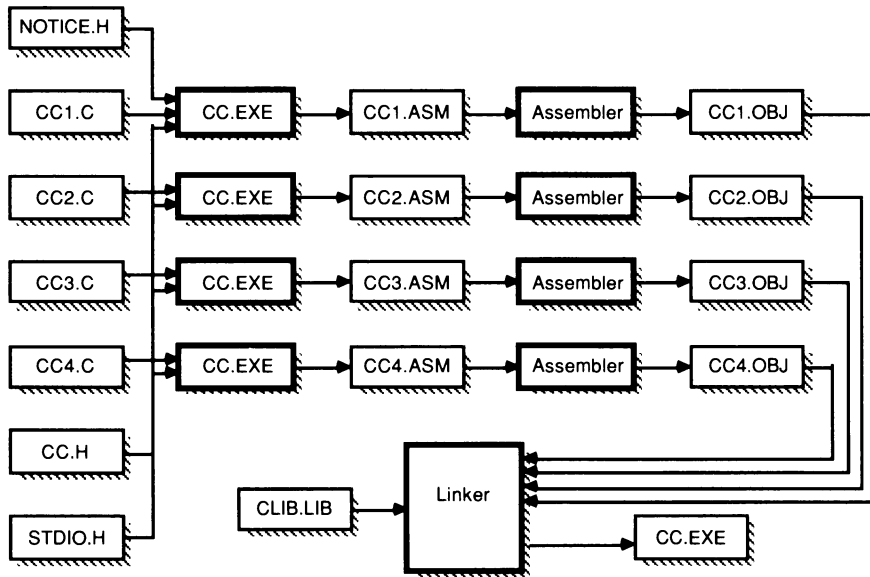 NOTICE.H
CC1.C
CC.EXE
CC1.ASM
Assembler
CC1.OBJ
CC2.C
CC.EXE
CC2.ASM
Assembler
CC2.OBJ
CC3.C
CC.EXE
CC3.ASM
Assembler
CC3.OBJ
CC4.C
CC.EXE
CC4.ASM
Assembler
CC4.OBJ
CC.H
CLIB.LIB
Linker
STDIO.H
CC.EXE